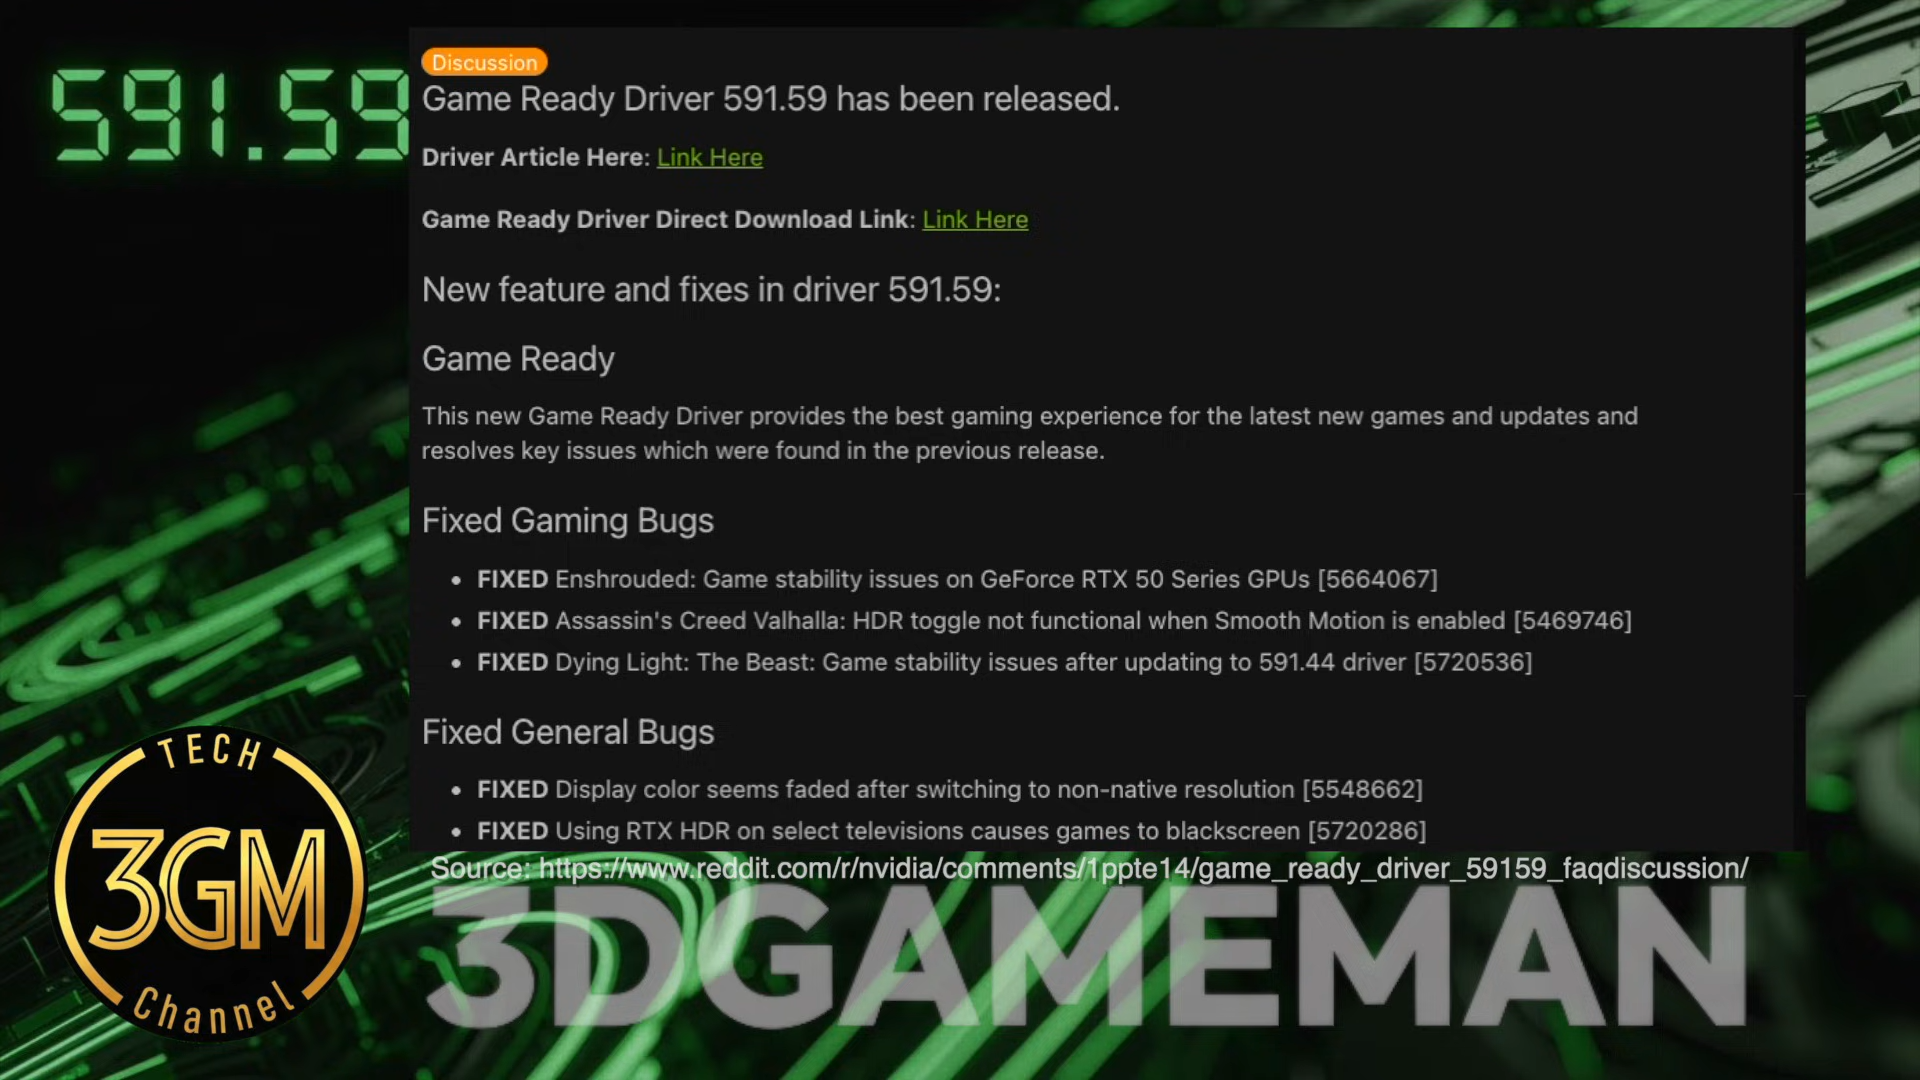 591.59
Discussion
Game Ready Driver 591.59 has been released.
Driver Article Here: Link Here
Game Ready Driver Direct Download Link: Link Here
New feature and fixes in driver 591.59:
Game Ready
This new Game Ready Driver provides the best gaming experience for the latest new games and updates and
resolves key issues which were found in the previous release.
Fixed Gaming Bugs
• FIXED Enshrouded: Game stability issues on GeForce RTX 50 Series GPUs [5664067]
• FIXED Assassin's Creed Valhalla: HDR toggle not functional when Smooth Motion is enabled [5469746]
• FIXED Dying Light: The Beast: Game stability issues after updating to 591.44 driver [5720536]
Fixed General Bugs
• FIXED Display color seems faded after switching to non-native resolution [5548662]
• FIXED Using RTX HDR on select televisions causes games to blackscreen [5720286]
Source: https://www.reddit.com/r/nvidia/comments/1ppte14/game_ready_driver_59159_faqdiscussion/
TECH
3GM
Channel
3DGAMEMAN